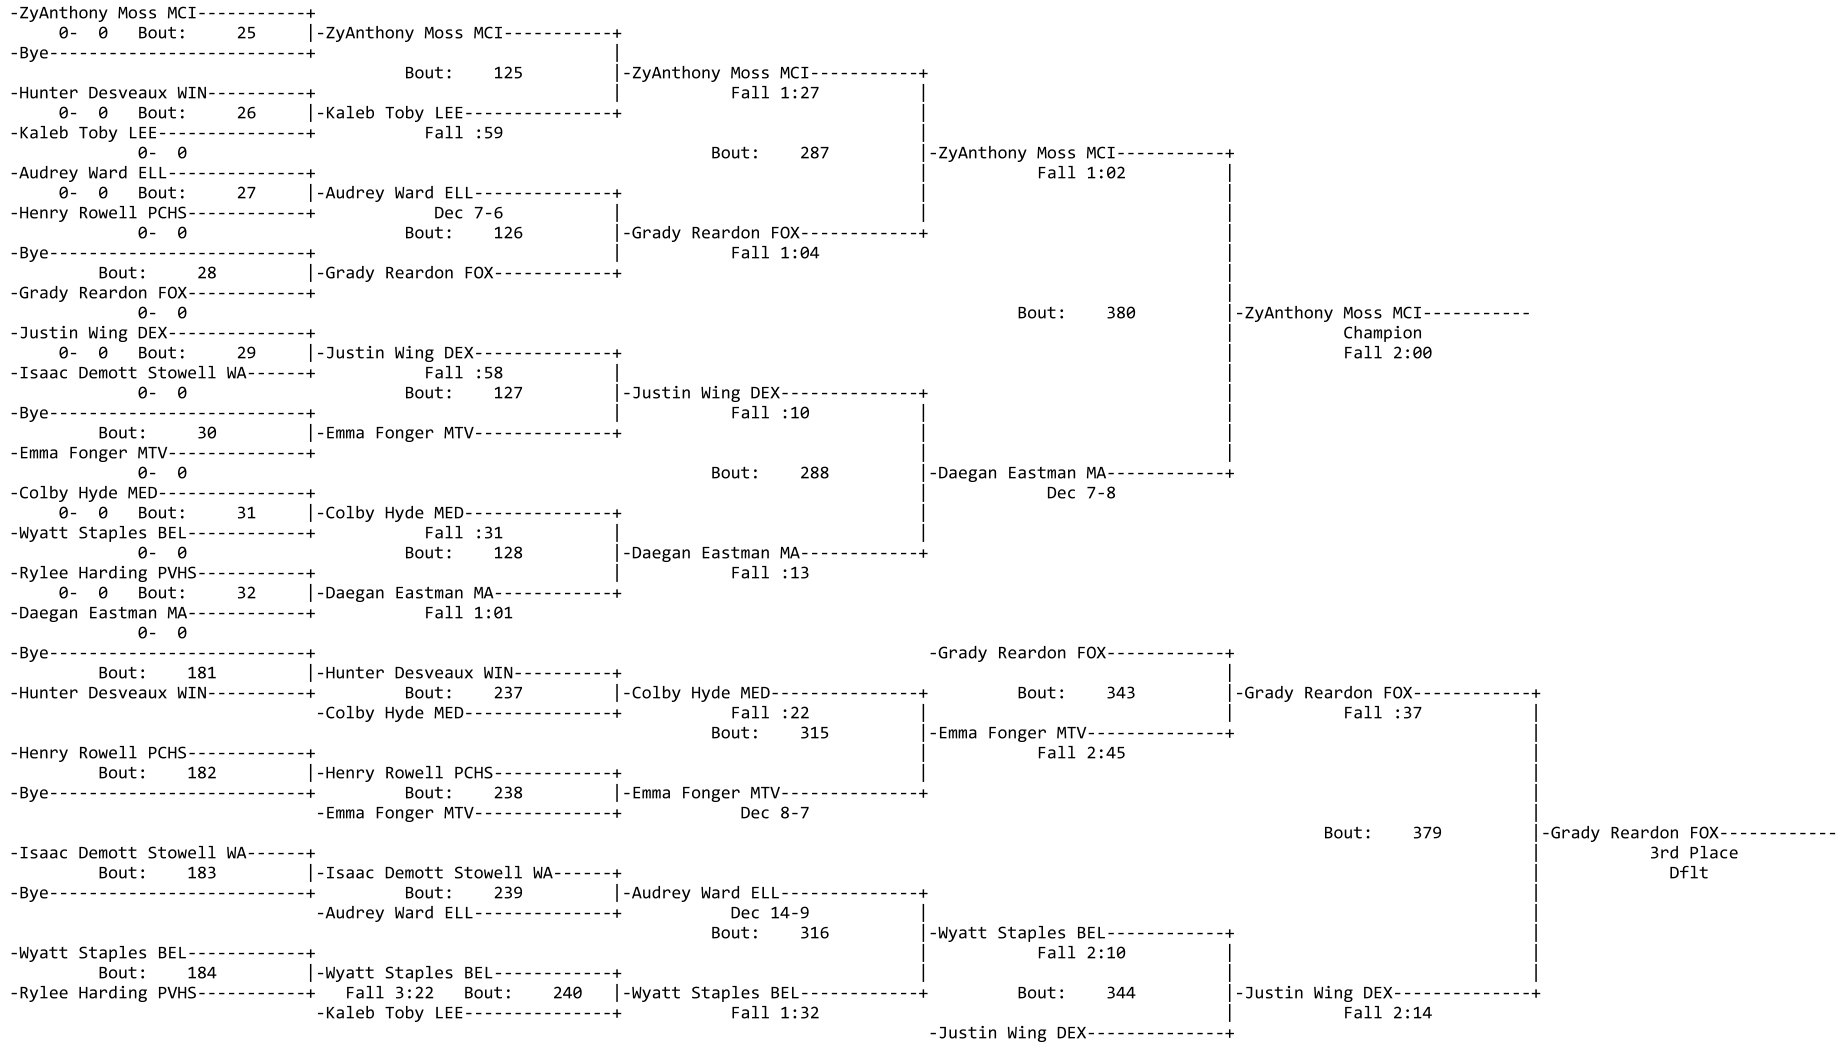 -ZyAnthony Moss MCI-----------+
0-  0   Bout:     25     |-ZyAnthony Moss MCI-----------+
-Bye--------------------------+                              |
Bout:    125         |-ZyAnthony Moss MCI-----------+
-Hunter Desveaux WIN----------+                              |           Fall 1:27          |
0-  0   Bout:     26     |-Kaleb Toby LEE---------------+                              |
-Kaleb Toby LEE---------------+           Fall :59                                          |
0-  0                                                     Bout:    287         |-ZyAnthony Moss MCI-----------+
-Audrey Ward ELL--------------+                                                             |           Fall 1:02          |
0-  0   Bout:     27     |-Audrey Ward ELL--------------+                              |                              |
-Henry Rowell PCHS------------+            Dec 7-6           |                              |                              |
0-  0                      Bout:    126         |-Grady Reardon FOX------------+                              |
-Bye--------------------------+                              |           Fall 1:04                                         |
Bout:     28         |-Grady Reardon FOX------------+                                                             |
-Grady Reardon FOX------------+                                                                                            |
0-  0                                                                                    Bout:    380         |-ZyAnthony Moss MCI-----------
-Justin Wing DEX--------------+                                                                                            |           Champion
0-  0   Bout:     29     |-Justin Wing DEX--------------+                                                             |           Fall 2:00
-Isaac Demott Stowell WA------+           Fall :58           |                                                             |
0-  0                      Bout:    127         |-Justin Wing DEX--------------+                              |
-Bye--------------------------+                              |           Fall :10           |                              |
Bout:     30         |-Emma Fonger MTV--------------+                              |                              |
-Emma Fonger MTV--------------+                                                             |                              |
0-  0                                                     Bout:    288         |-Daegan Eastman MA------------+
-Colby Hyde MED---------------+                                                             |            Dec 7-8
0-  0   Bout:     31     |-Colby Hyde MED---------------+                              |
-Wyatt Staples BEL------------+           Fall :31           |                              |
0-  0                      Bout:    128         |-Daegan Eastman MA------------+
-Rylee Harding PVHS-----------+                              |           Fall :13
0-  0   Bout:     32     |-Daegan Eastman MA------------+
-Daegan Eastman MA------------+           Fall 1:01
0-  0
-Bye--------------------------+                                                              -Grady Reardon FOX------------+
Bout:    181         |-Hunter Desveaux WIN----------+                                                             |
-Hunter Desveaux WIN----------+         Bout:    237         |-Colby Hyde MED---------------+         Bout:    343         |-Grady Reardon FOX------------+
-Colby Hyde MED---------------+           Fall :22           |                              |           Fall :37           |
Bout:    315         |-Emma Fonger MTV--------------+                              |
-Henry Rowell PCHS------------+                                                             |           Fall 2:45                                         |
Bout:    182         |-Henry Rowell PCHS------------+                              |                                                             |
-Bye--------------------------+         Bout:    238         |-Emma Fonger MTV--------------+                                                             |
-Emma Fonger MTV--------------+            Dec 8-7                                                                          |
Bout:    379         |-Grady Reardon FOX------------
-Isaac Demott Stowell WA------+                                                                                                                           |           3rd Place
Bout:    183         |-Isaac Demott Stowell WA------+                                                                                            |             Dflt
-Bye--------------------------+         Bout:    239         |-Audrey Ward ELL--------------+                                                             |
-Audrey Ward ELL--------------+           Dec 14-9           |                                                             |
Bout:    316         |-Wyatt Staples BEL------------+                              |
-Wyatt Staples BEL------------+                                                             |           Fall 2:10          |                              |
Bout:    184         |-Wyatt Staples BEL------------+                              |                              |                              |
-Rylee Harding PVHS-----------+   Fall 3:22   Bout:    240   |-Wyatt Staples BEL------------+         Bout:    344         |-Justin Wing DEX--------------+
-Kaleb Toby LEE---------------+           Fall 1:32                                         |           Fall 2:14
-Justin Wing DEX--------------+